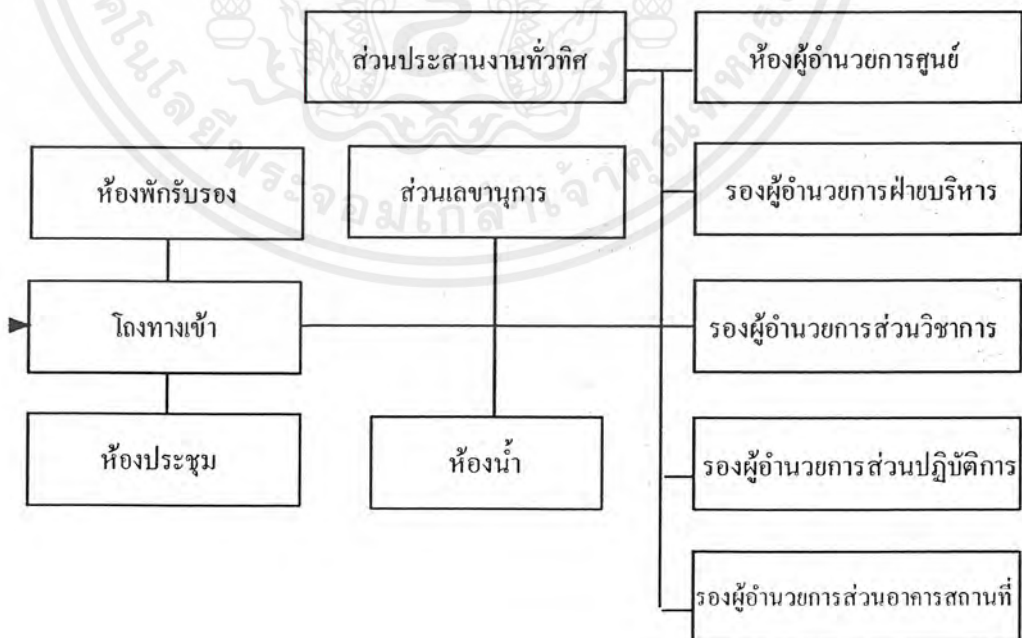 ส่วนประสานงานทั่วทิศ
ห้องผู้อำนวยการศูนย์
ห้องพักรับรอง
ส่วนเลขานุการ
รองผู้อำนวยการฝ่ายบริหาร
โถงทางเข้า
รองผู้อำนวยการส่วนวิชาการ
ห้องประชุม
ห้องน้ำ
รองผู้อำนวยการส่วนปฏิบัติการ
รองผู้อำนวยการส่วนอาคารสถานที่